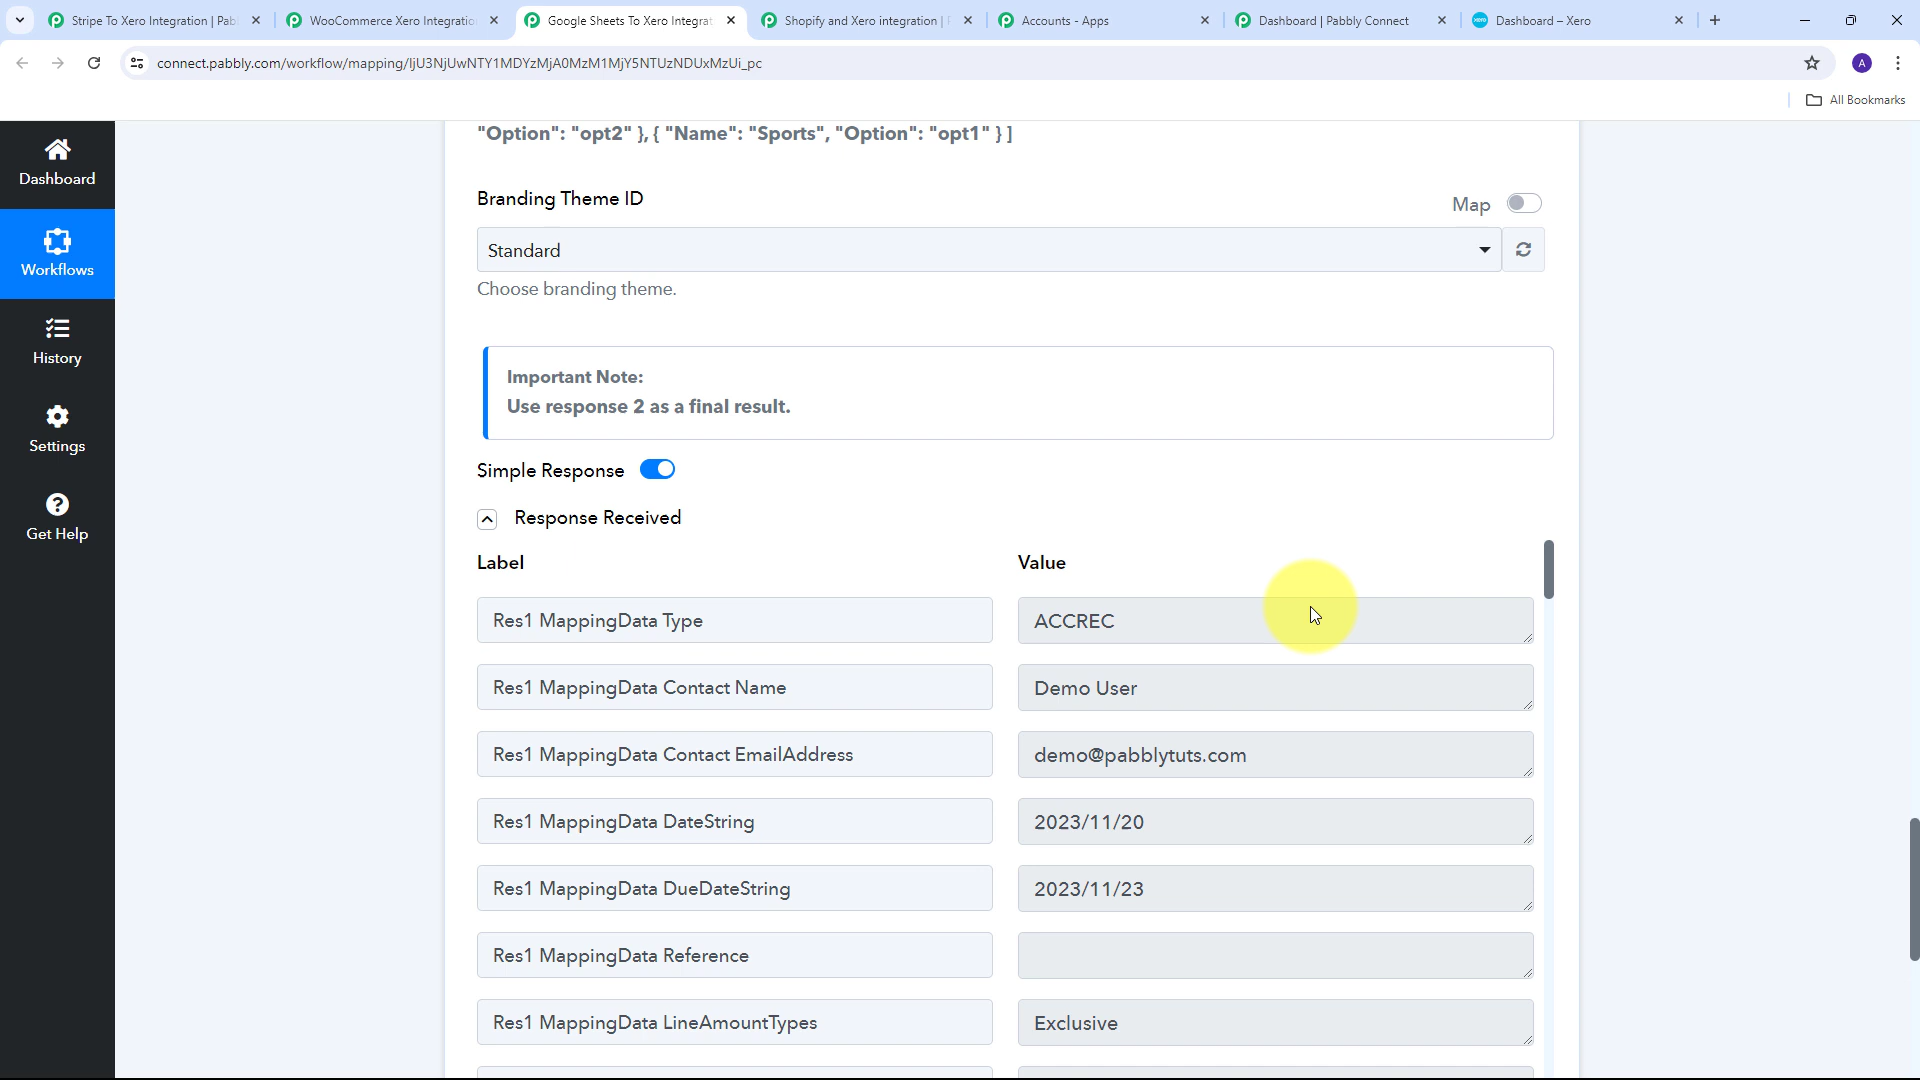 Stripe To Xero Integration | Pab
WooCommerce Xero Integratio
Google Sheets To Xero Integrat
Shopify and Xero integration |
Accounts - Apps
Dashboard | Pabbly Connect
Dashboard – Xero
connect.pabbly.com/workflow/mapping/IjU3NjUwNTY1MDYzMjA0MzM1MjY5NTUzNDUxMzUi_pc
A
All Bookmarks
Dashboard
Workflows
History
Settings
Get Help
"Option": "opt2" }, { "Name": "Sports", "Option": "opt1" } ]
Branding Theme ID
Map
Standard
Choose branding theme.
Important Note:
Use response 2 as a final result.
Simple Response
Response Received
Label Value
Res1 MappingData Type ACCREC
Res1 MappingData Contact Name Demo User
Res1 MappingData Contact EmailAddress demo@pabblytuts.com
Res1 MappingData DateString 2023/11/20
Res1 MappingData DueDateString 2023/11/23
Res1 MappingData Reference
Res1 MappingData LineAmountTypes Exclusive